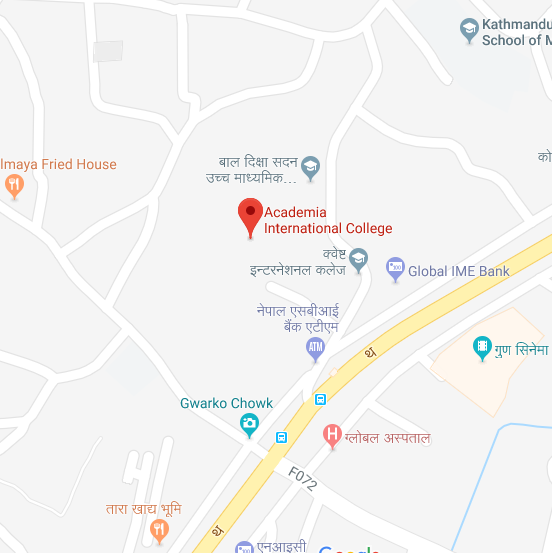 Kathmandu
School of M
को
lmaya Fried House
बाल दिक्षा सदन
उच्च माध्यमिक...
Academia
International College
क्वेष्ट
इन्टरनेशनल कलेज
Global IME Bank
नेपाल एसबीआई
बैंक एटीएम
ATM
थ
गुण सिनेमा
Gwarko Chowk
H
ग्लोबल अस्पताल
F072
तारा खाद्य भूमि
थ
एनआइसी
Google